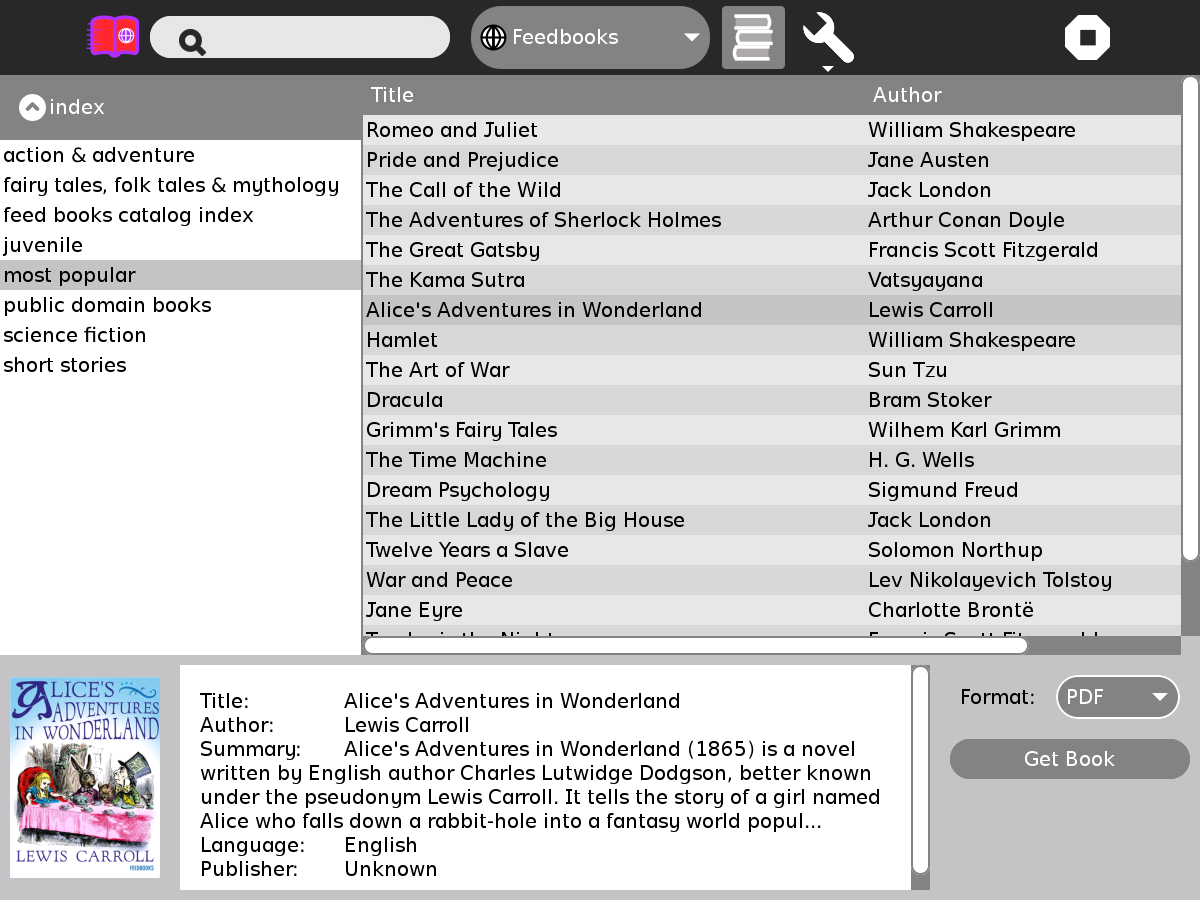 Feedbooks
index
action & adventure
fairy tales, folk tales & mythology
feed books catalog index
juvenile
most popular
public domain books
science fiction
short stories
Title Author
Romeo and Juliet William Shakespeare
Pride and Prejudice Jane Austen
The Call of the Wild Jack London
The Adventures of Sherlock Holmes Arthur Conan Doyle
The Great Gatsby Francis Scott Fitzgerald
The Kama Sutra Vatsyayana
Alice's Adventures in Wonderland Lewis Carroll
Hamlet William Shakespeare
The Art of War Sun Tzu
Dracula Bram Stoker
Grimm's Fairy Tales Wilhem Karl Grimm
The Time Machine H. G. Wells
Dream Psychology Sigmund Freud
The Little Lady of the Big House Jack London
Twelve Years a Slave Solomon Northup
War and Peace Lev Nikolayevich Tolstoy
Jane Eyre Charlotte Brontë
ALICE'S
ADVENTURES
IN WONDERLAND
LEWIS CARROLL
FEEDBOOKS
Title: Alice's Adventures in Wonderland
Author: Lewis Carroll
Summary: Alice's Adventures in Wonderland (1865) is a novel
written by English author Charles Lutwidge Dodgson, better known
under the pseudonym Lewis Carroll. It tells the story of a girl named
Alice who falls down a rabbit-hole into a fantasy world popul...
Language: English
Publisher: Unknown
Format: PDF
Get Book